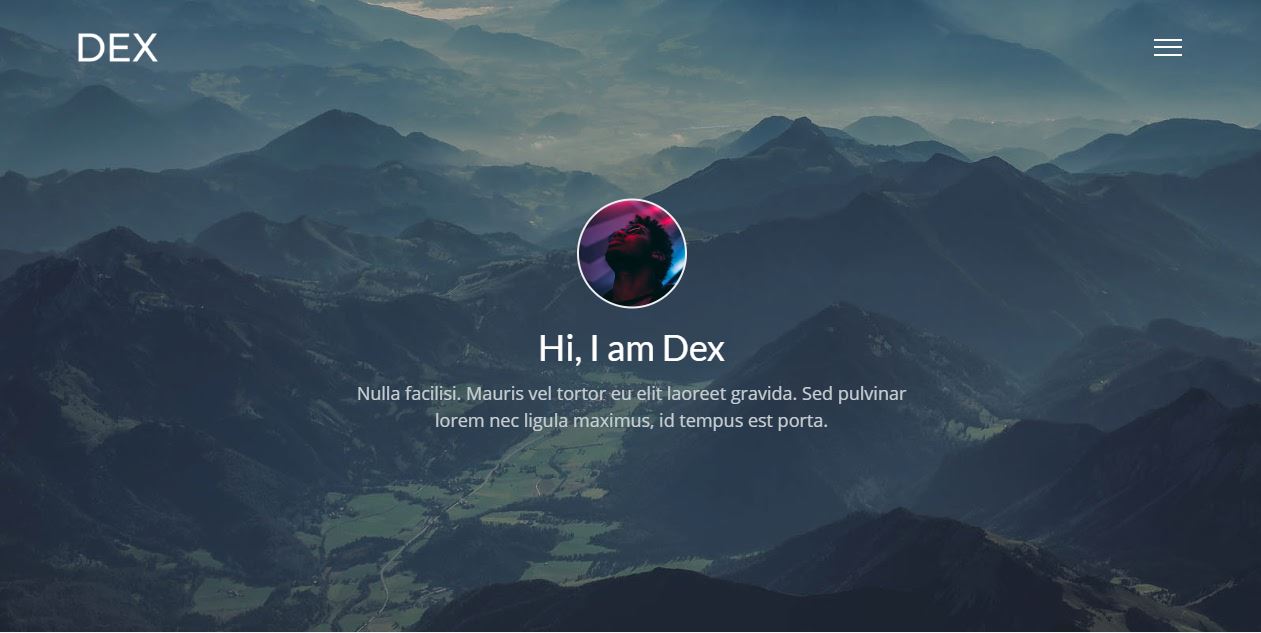 DEX
Hi, I am Dex
Nulla facilisi. Mauris vel tortor eu elit laoreet gravida. Sed pulvinar
lorem nec ligula maximus, id tempus est porta.